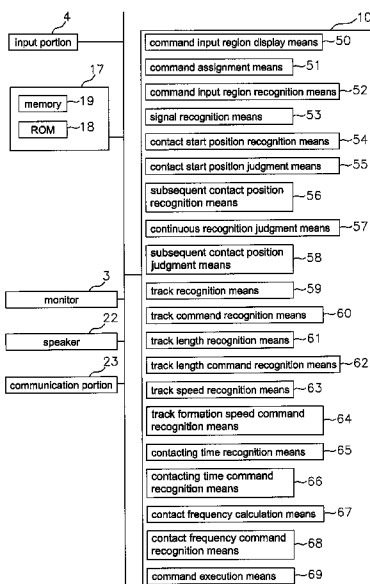 4
input portion
17
memory 19
ROM 18
3
monitor
22
speaker
23
communication portion
10
command input region display means 50
command assignment means 51
command input region recognition means 52
signal recognition means 53
contact start position recognition means 54
contact start position judgment means 55
subsequent contact position
recognition means 56
continuous recognition judgment means 57
subsequent contact position
judgment means 58
track recognition means 59
track command recognition means 60
track length recognition means 61
track length command recognition means 62
track speed recognition means 63
track formation speed command
recognition means 64
contacting time recognition means 65
contacting time command
recognition means 66
contact frequency calculation means 67
contact frequency command
recognition means 68
command execution means 69